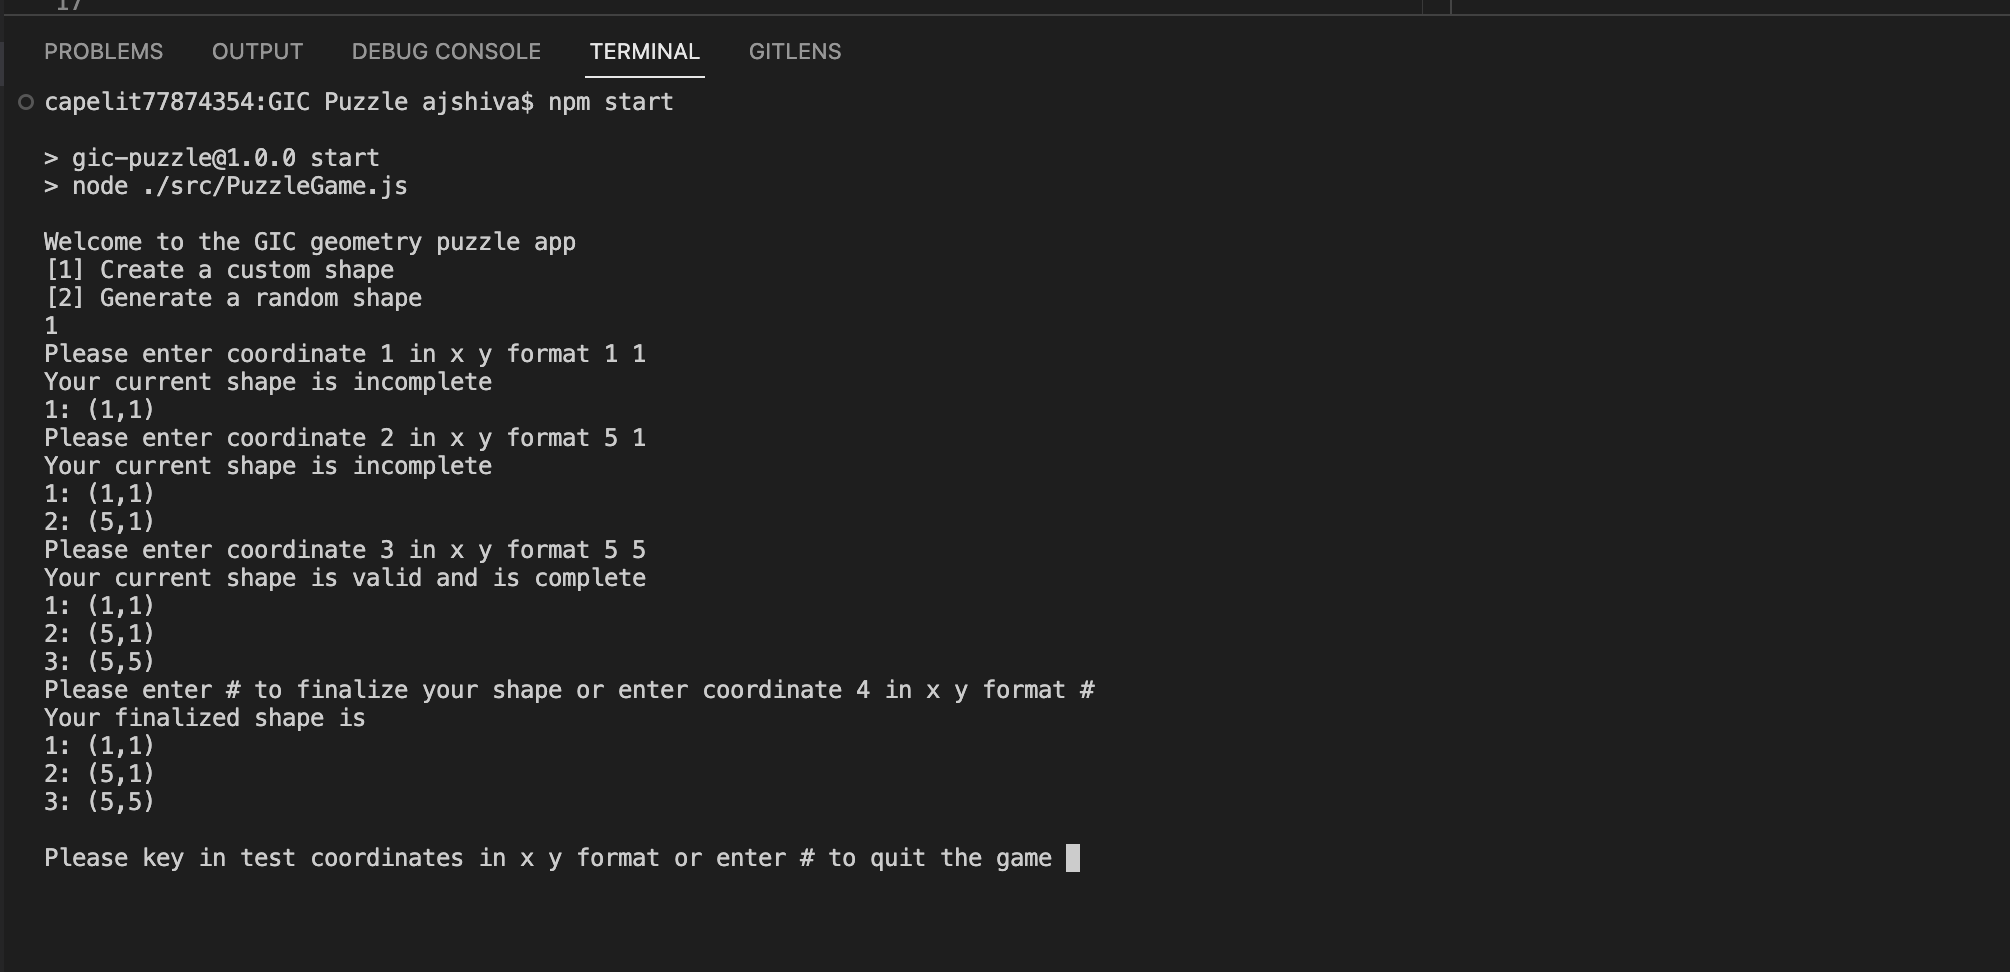 17
PROBLEMS OUTPUT DEBUG CONSOLE TERMINAL GITLENS
capelit77874354:GIC Puzzle ajshiva$ npm start
> gic-puzzle@1.0.0 start
> node ./src/PuzzleGame.js
Welcome to the GIC geometry puzzle app
[1] Create a custom shape
[2] Generate a random shape
1
Please enter coordinate 1 in x y format 1 1
Your current shape is incomplete
1: (1,1)
Please enter coordinate 2 in x y format 5 1
Your current shape is incomplete
1: (1,1)
2: (5,1)
Please enter coordinate 3 in x y format 5 5
Your current shape is valid and is complete
1: (1,1)
2: (5,1)
3: (5,5)
Please enter # to finalize your shape or enter coordinate 4 in x y format #
Your finalized shape is
1: (1,1)
2: (5,1)
3: (5,5)
Please key in test coordinates in x y format or enter # to quit the game